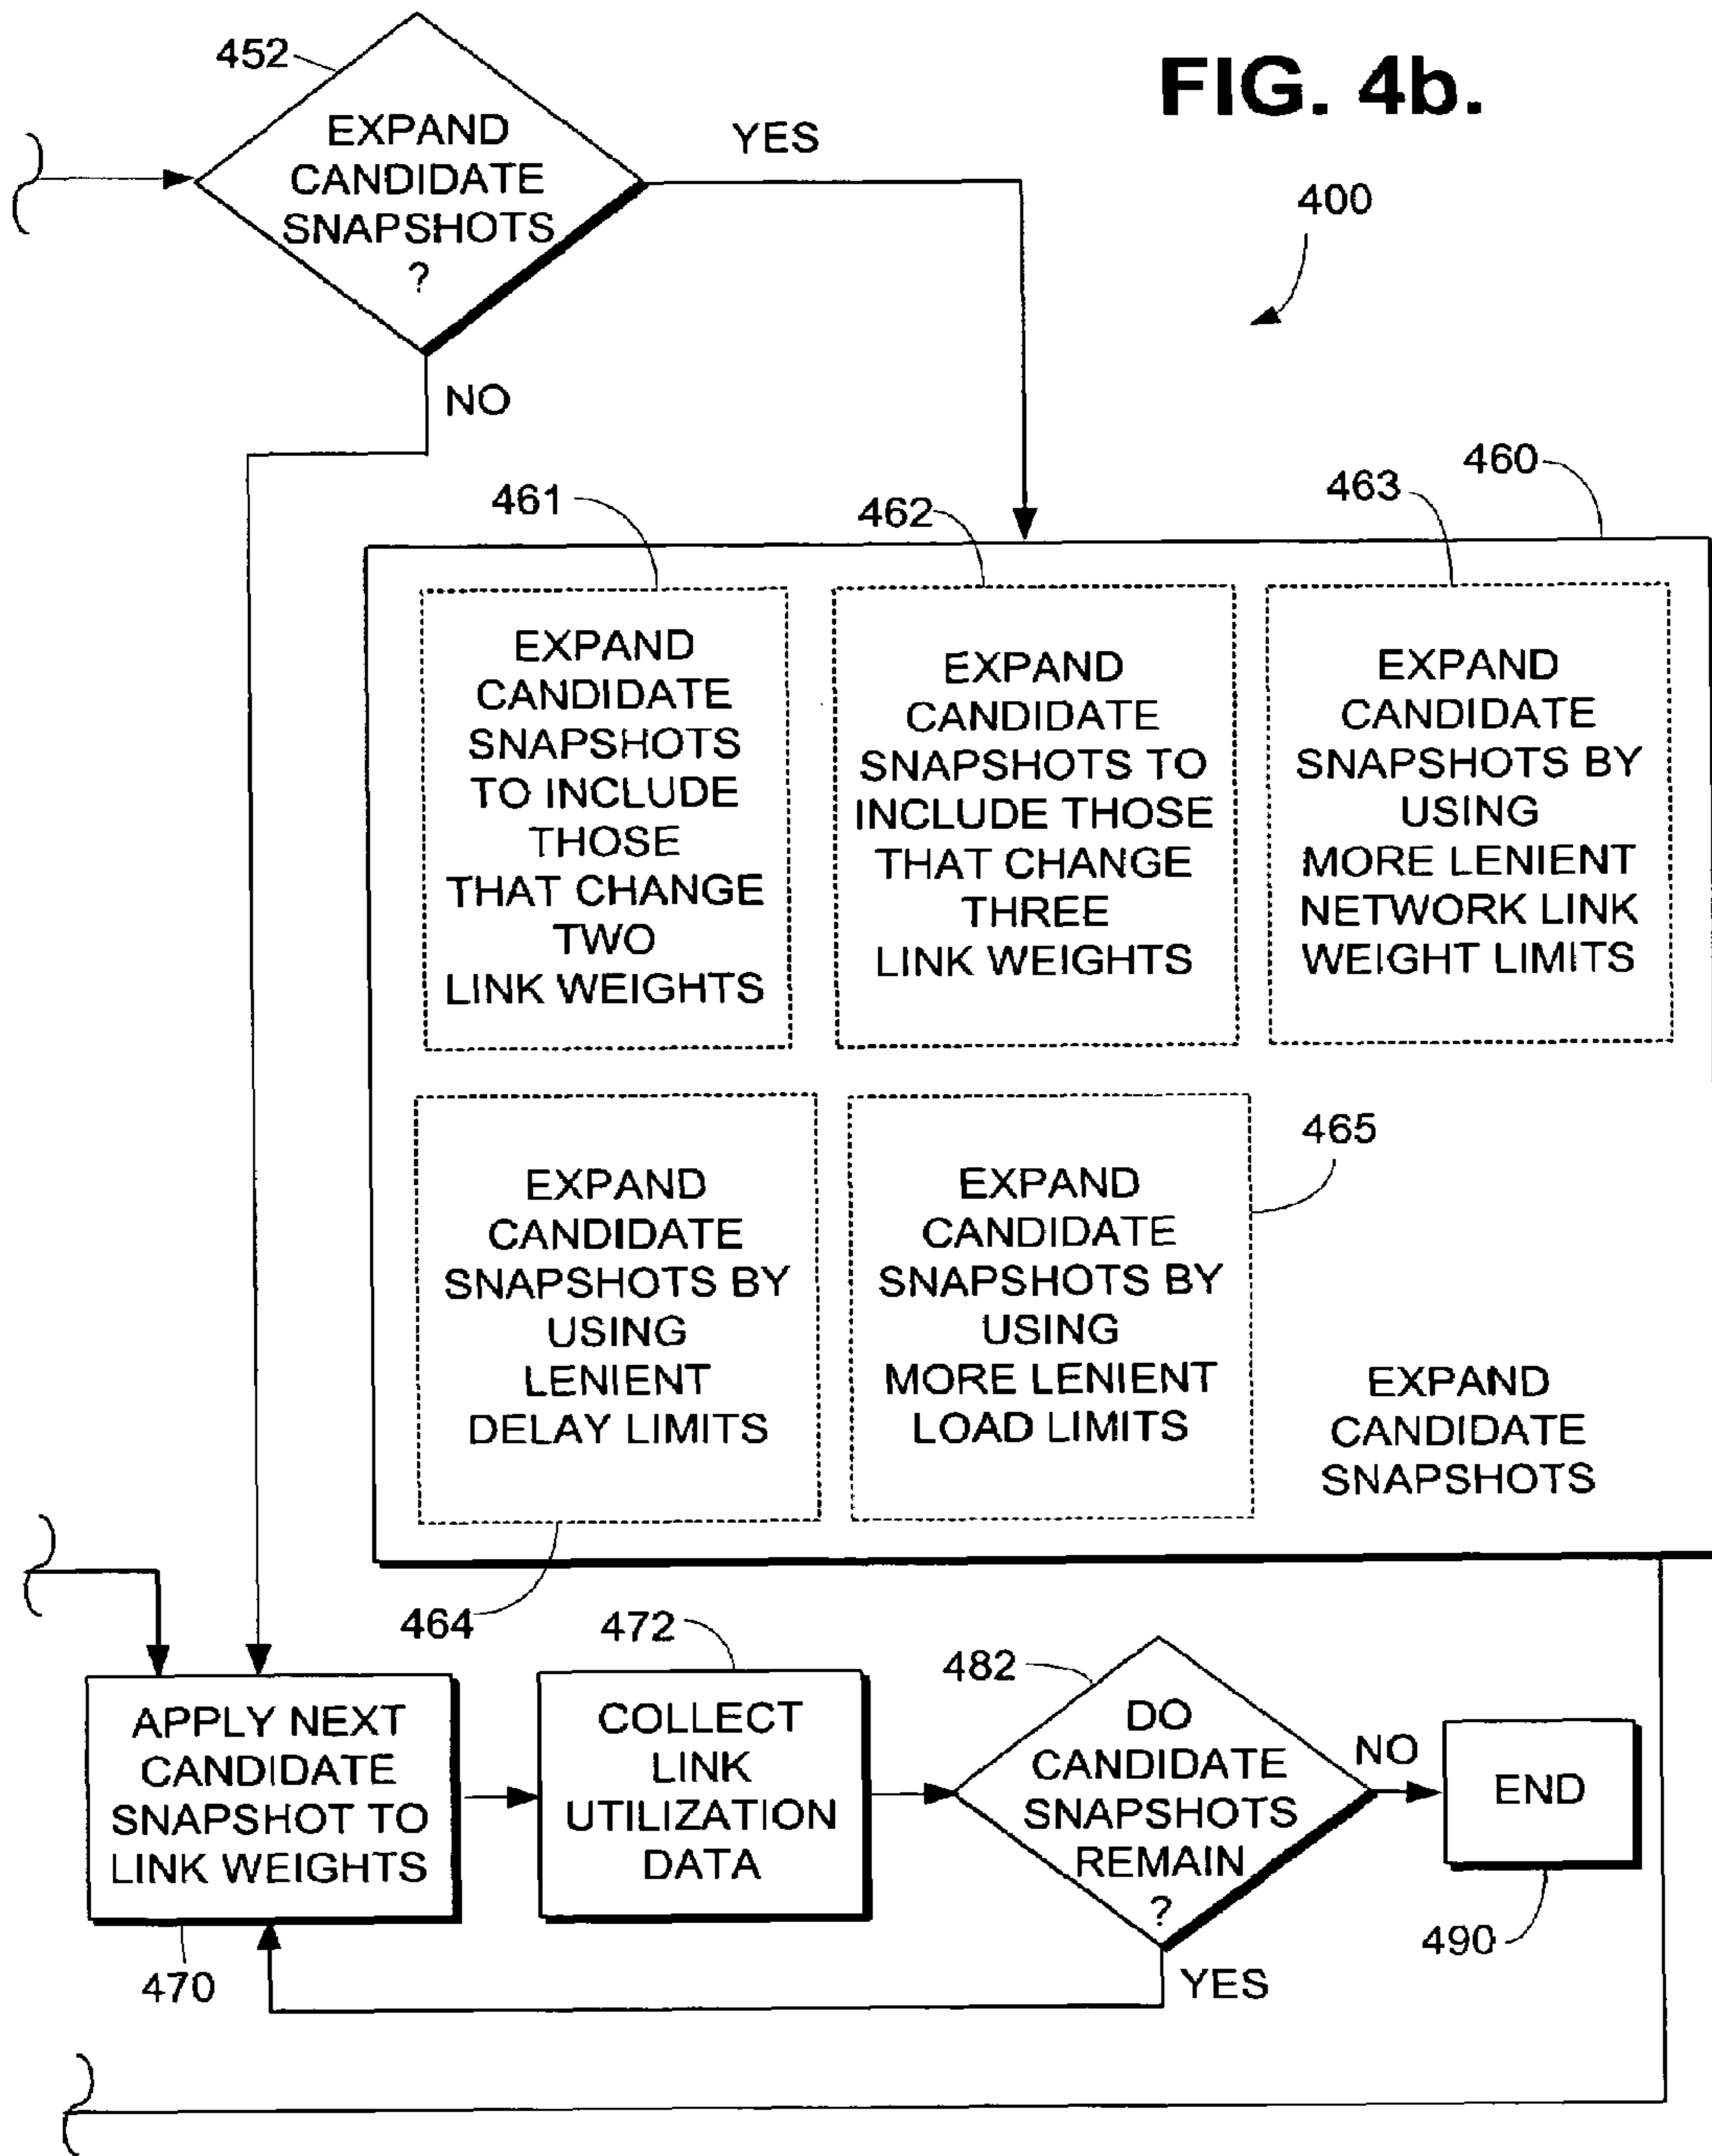 FIG. 4b.
452
EXPAND
CANDIDATE
SNAPSHOTS
?
YES
NO
400
460
461
EXPAND
CANDIDATE
SNAPSHOTS
TO INCLUDE
THOSE
THAT CHANGE
TWO
LINK WEIGHTS
462
EXPAND
CANDIDATE
SNAPSHOTS TO
INCLUDE THOSE
THAT CHANGE
THREE
LINK WEIGHTS
463
EXPAND
CANDIDATE
SNAPSHOTS BY
USING
MORE LENIENT
NETWORK LINK
WEIGHT LIMITS
EXPAND
CANDIDATE
SNAPSHOTS BY
USING
LENIENT
DELAY LIMITS
464
465
EXPAND
CANDIDATE
SNAPSHOTS BY
USING
MORE LENIENT
LOAD LIMITS
EXPAND
CANDIDATE
SNAPSHOTS
APPLY NEXT
CANDIDATE
SNAPSHOT TO
LINK WEIGHTS
470
472
COLLECT
LINK
UTILIZATION
DATA
482
DO
CANDIDATE
SNAPSHOTS
REMAIN
?
NO
YES
END
490